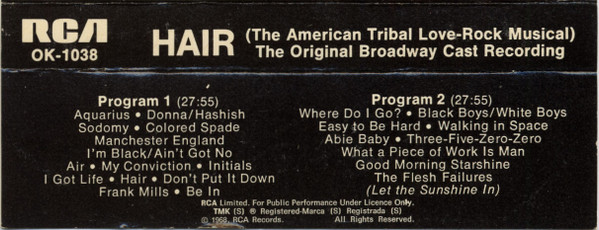 RCA
OK-1038
HAIR
(The American Tribal Love-Rock Musical)
The Original Broadway Cast Recording
Program 1 (27:55)
Aquarius • Donna/Hashish
Sodomy • Colored Spade
Manchester England
I'm Black/Ain't Got No
Air • My Conviction • Initials
I Got Life • Hair • Don't Put It Down
Frank Mills • Be In
Program 2 (27:55)
Where Do I Go? • Black Boys/White Boys
Easy to Be Hard • Walking in Space
Abie Baby • Three-Five-Zero-Zero
What a Piece of Work Is Man
Good Morning Starshine
The Flesh Failures
(Let the Sunshine In)
RCA Limited. For Public Performance Under Licence Only.
TMK (S) ® Registered-Marca (S) Registrada (S)
© 1968, RCA Records. All Rights Reserved.